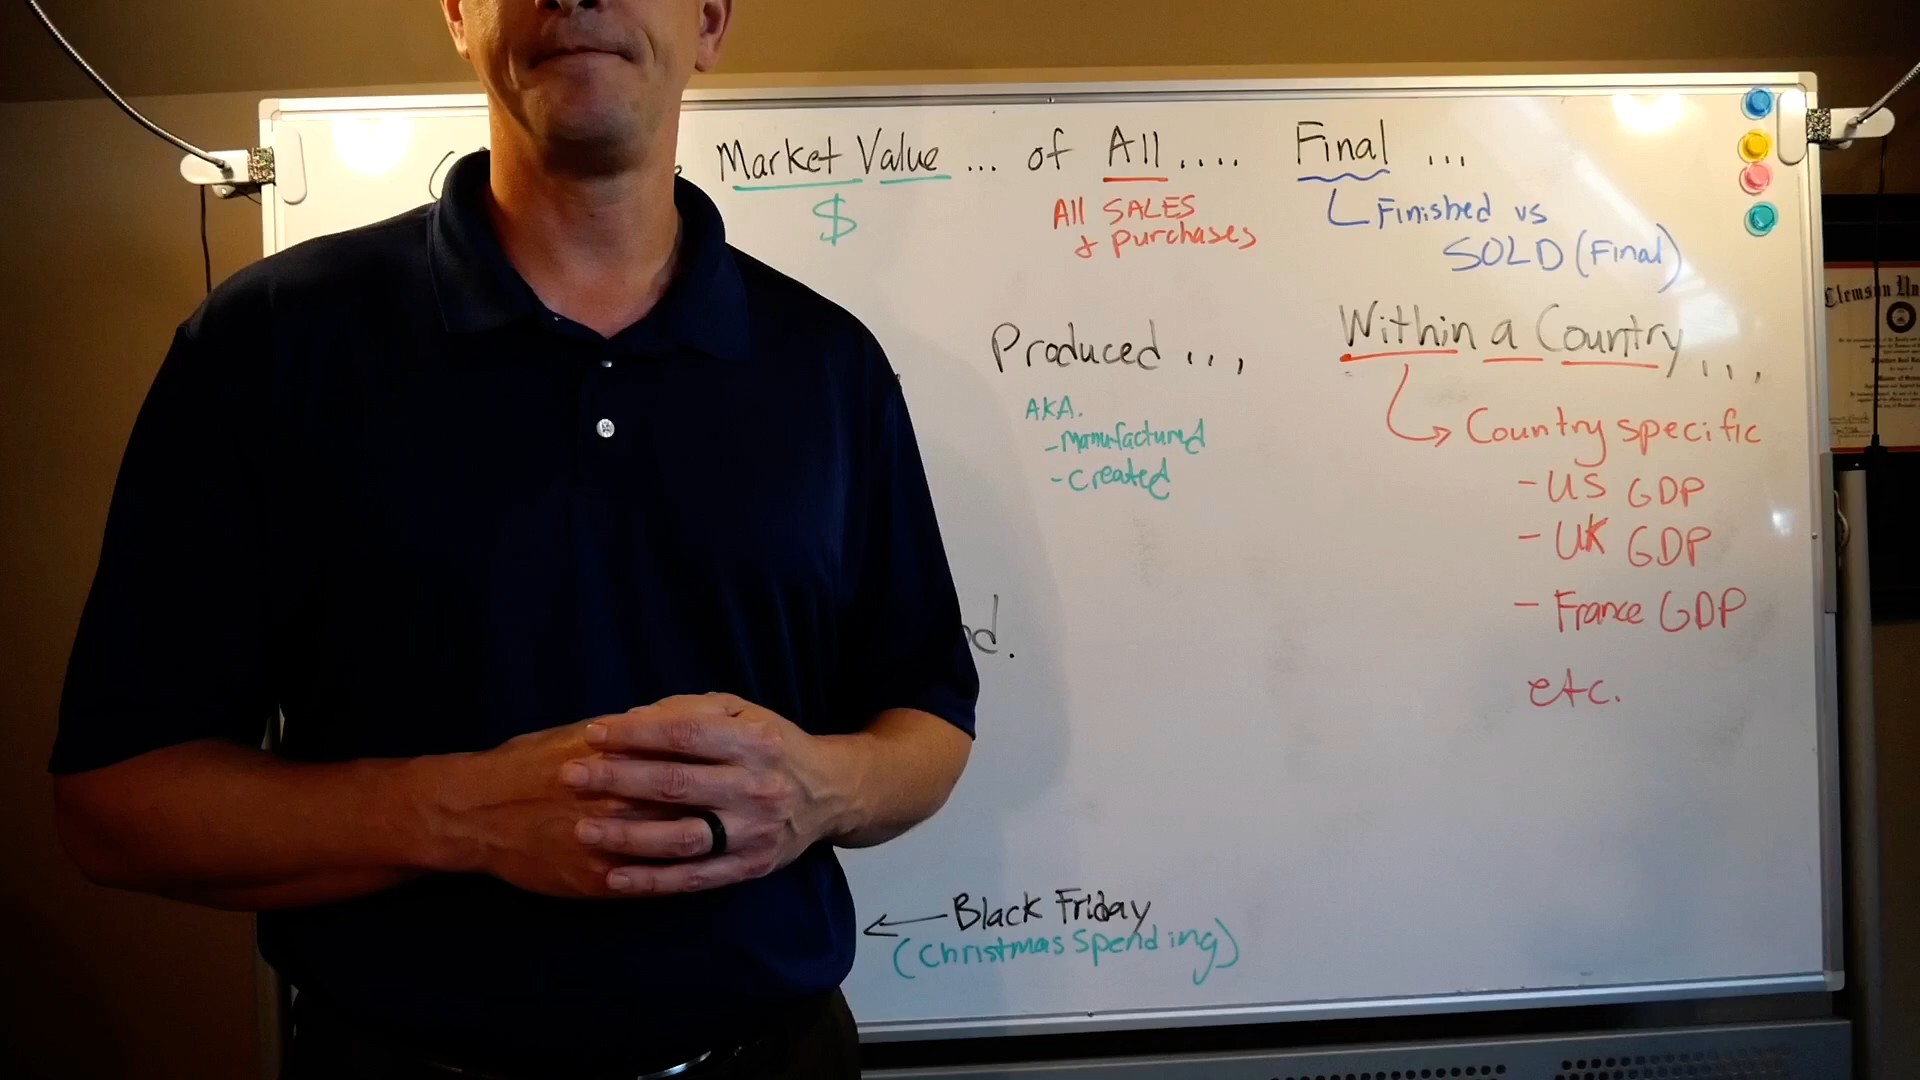 Market Value ... of All .... Final ...
$
All SALES
& Purchases
Finished vs
SOLD (Final)
Produced ...,
Within a Country ...,
AKA.
- Manufactured
- Created
Country specific
- US GDP
- UK GDP
- France GDP
etc.
Black Friday
(Christmas Spending)